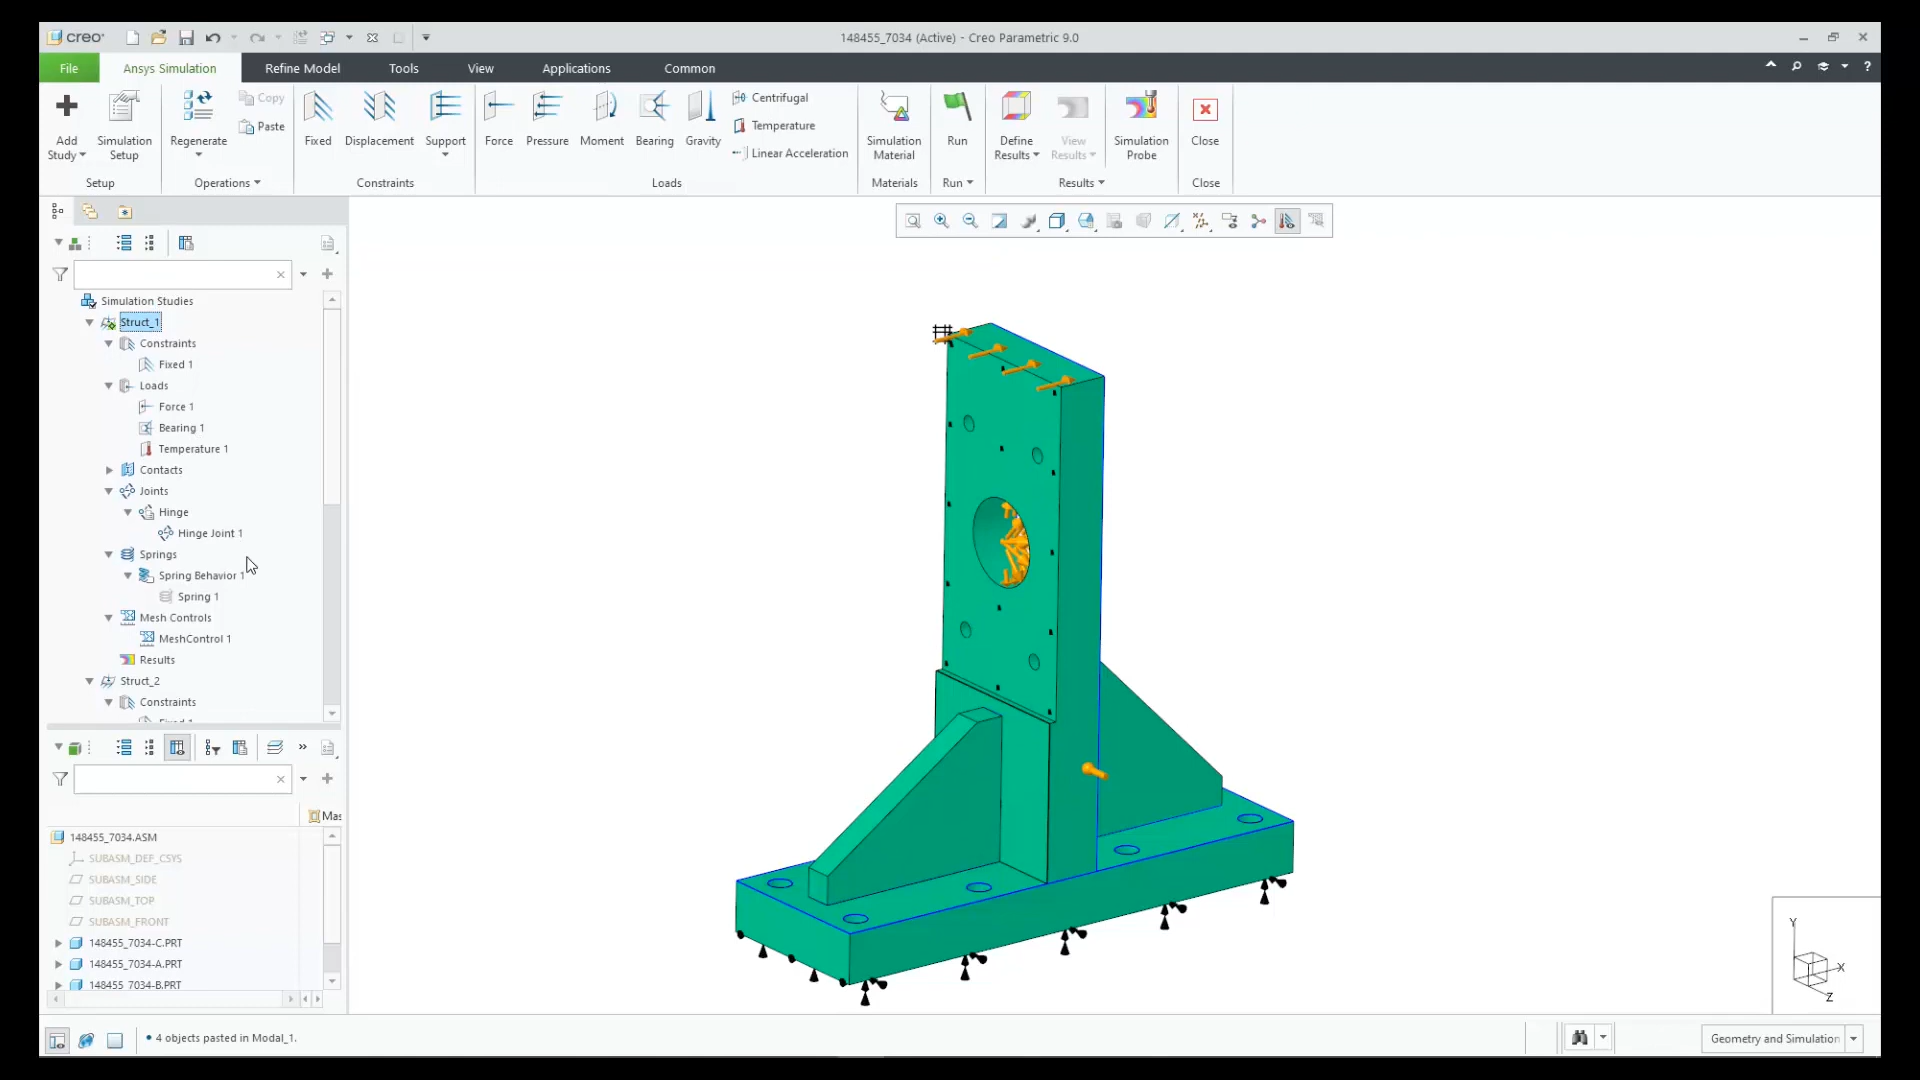 creo
148455_7034 (Active) - Creo Parametric 9.0
File
Ansys Simulation
Refine Model
Tools
View
Applications
Common
Add
Study
Simulation
Setup
Setup
Regenerate
Copy
Paste
Operations
Fixed
Displacement
Support
Constraints
Force
Pressure
Moment
Bearing
Gravity
Centrifugal
Temperature
Linear Acceleration
Loads
Simulation
Material
Materials
Run
Run
Define
Results
View
Results
Simulation
Probe
Results
Close
Close
Simulation Studies
Struct_1
Constraints
Fixed 1
Loads
Force 1
Bearing 1
Temperature 1
Contacts
Joints
Hinge
Hinge Joint 1
Springs
Spring Behavior 1
Spring 1
Mesh Controls
MeshControl 1
Results
Struct_2
Constraints
Fixed 1
Mas
148455_7034.ASM
SUBASM_DEF_CSYS
SUBASM_SIDE
SUBASM_TOP
SUBASM_FRONT
148455_7034-C.PRT
148455_7034-A.PRT
148455_7034-B.PRT
Y
X
Z
• 4 objects pasted in Modal_1.
Geometry and Simulation